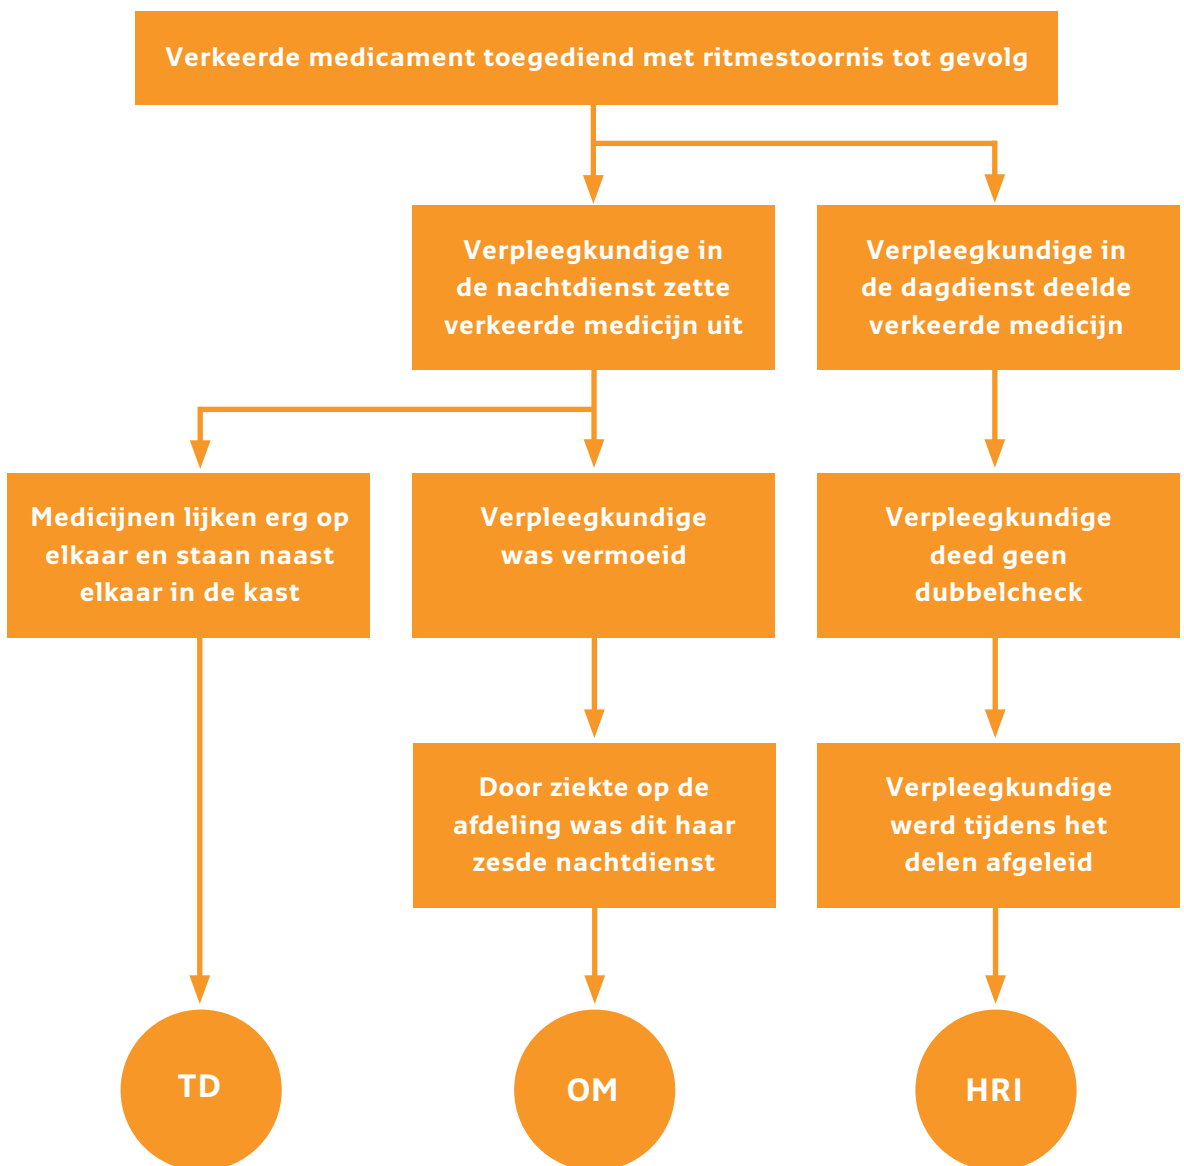 Verkeerde medicament toegediend met ritmestoornis tot gevolg
Verpleegkundige in
de nachtdienst zette
verkeerde medicijn uit
Verpleegkundige in
de dagdienst deelde
verkeerde medicijn
Medicijnen lijken erg op
elkaar en staan naast
elkaar in de kast
Verpleegkundige
was vermoeid
Verpleegkundige
deed geen
dubbelcheck
Door ziekte op de
afdeling was dit haar
zesde nachtdienst
Verpleegkundige
werd tijdens het
delen afgeleid
TD
OM
HRI